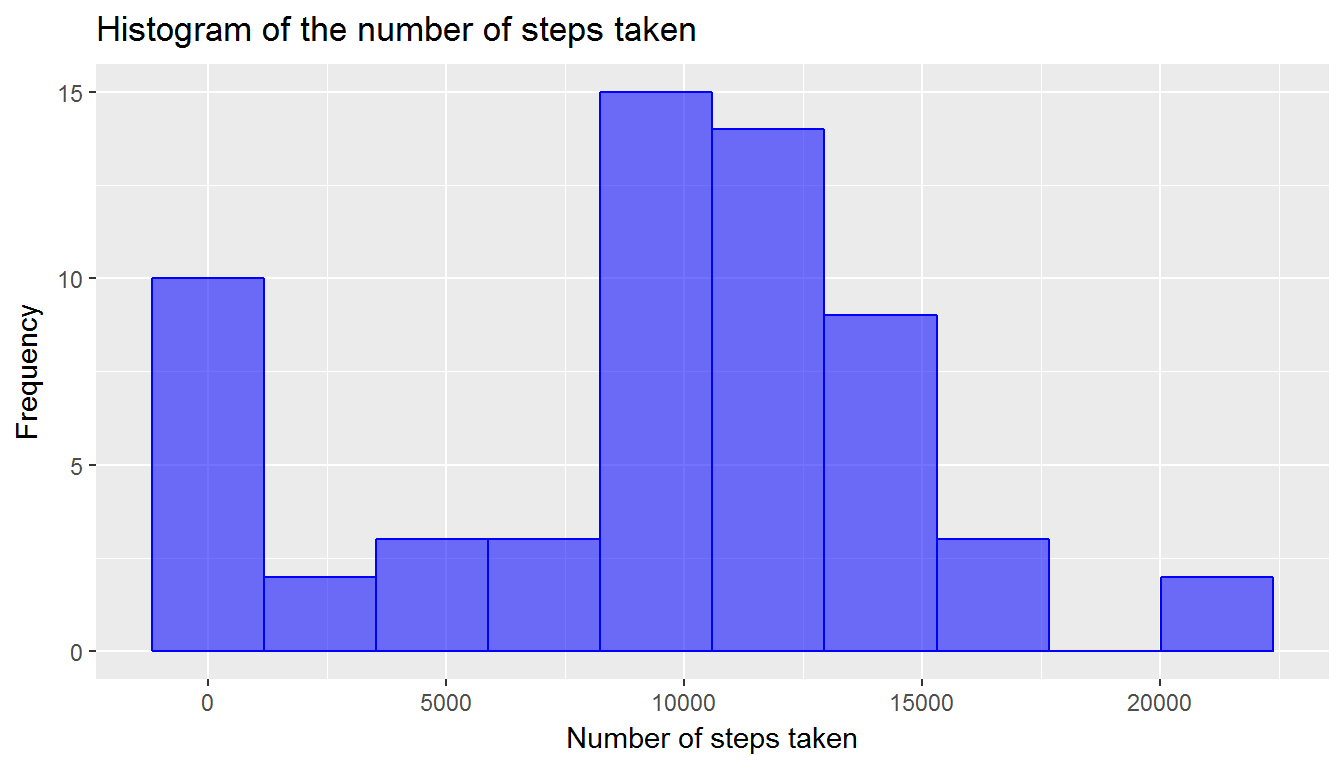 Histogram of the number of steps taken
15
10
5
0
Frequency
0 5000 10000 15000 20000
Number of steps taken